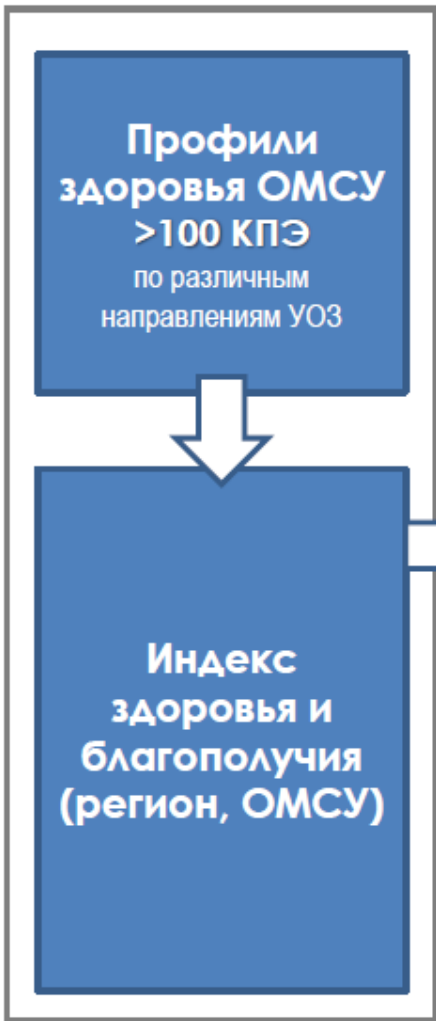 Профили
здоровья ОМСУ
>100 КПЭ
по различным
направлениям УОЗ
Индекс
здоровья и
благополучия
(регион, ОМСУ)